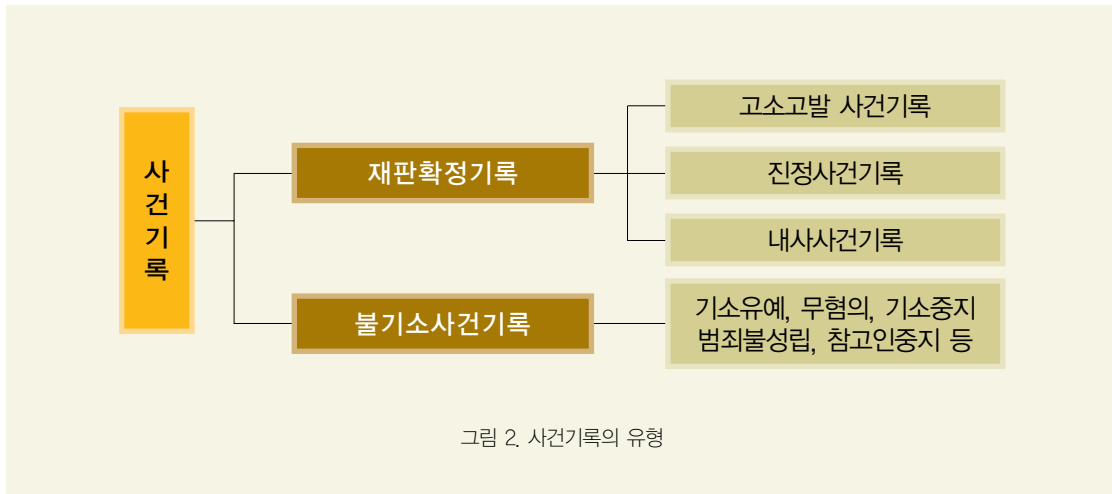 사건기록
재판확정기록
고소고발 사건기록
진정사건기록
내사사건기록
불기소사건기록
기소유예, 무혐의, 기소중지
범죄불성립, 참고인중지 등
그림 2. 사건기록의 유형